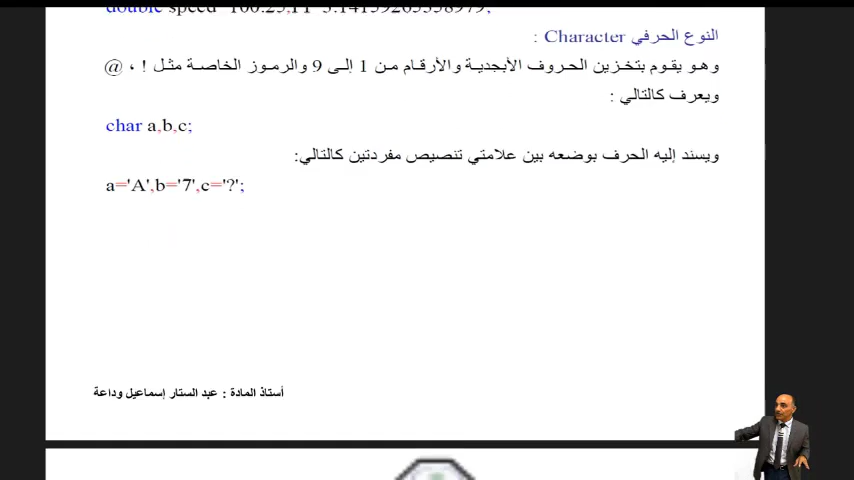 النوع الحرفي Character :
وهو يقوم بتخزين الحروف الأبجدية والأرقام من 1 إلى 9 والرموز الخاصة مثل ! ، @
ويعرف كالتالي :
char a,b,c;
ويسند إليه الحرف بوضعه بين علامتي تنصيص مفردتين كالتالي:
a='A',b='7',c='?';
أستاذ المادة : عبد الستار إسماعيل وداعة